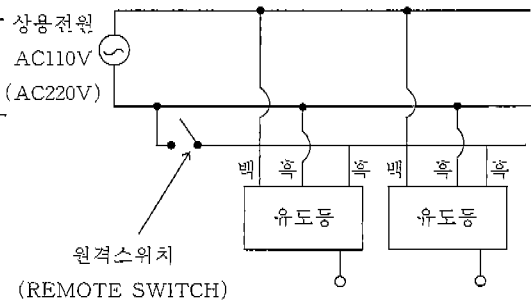 상용전원
AC110V
(AC220V)
백 흑 흑 백 흑 흑
유도등 유도등
원격스위치
(REMOTE SWITCH)